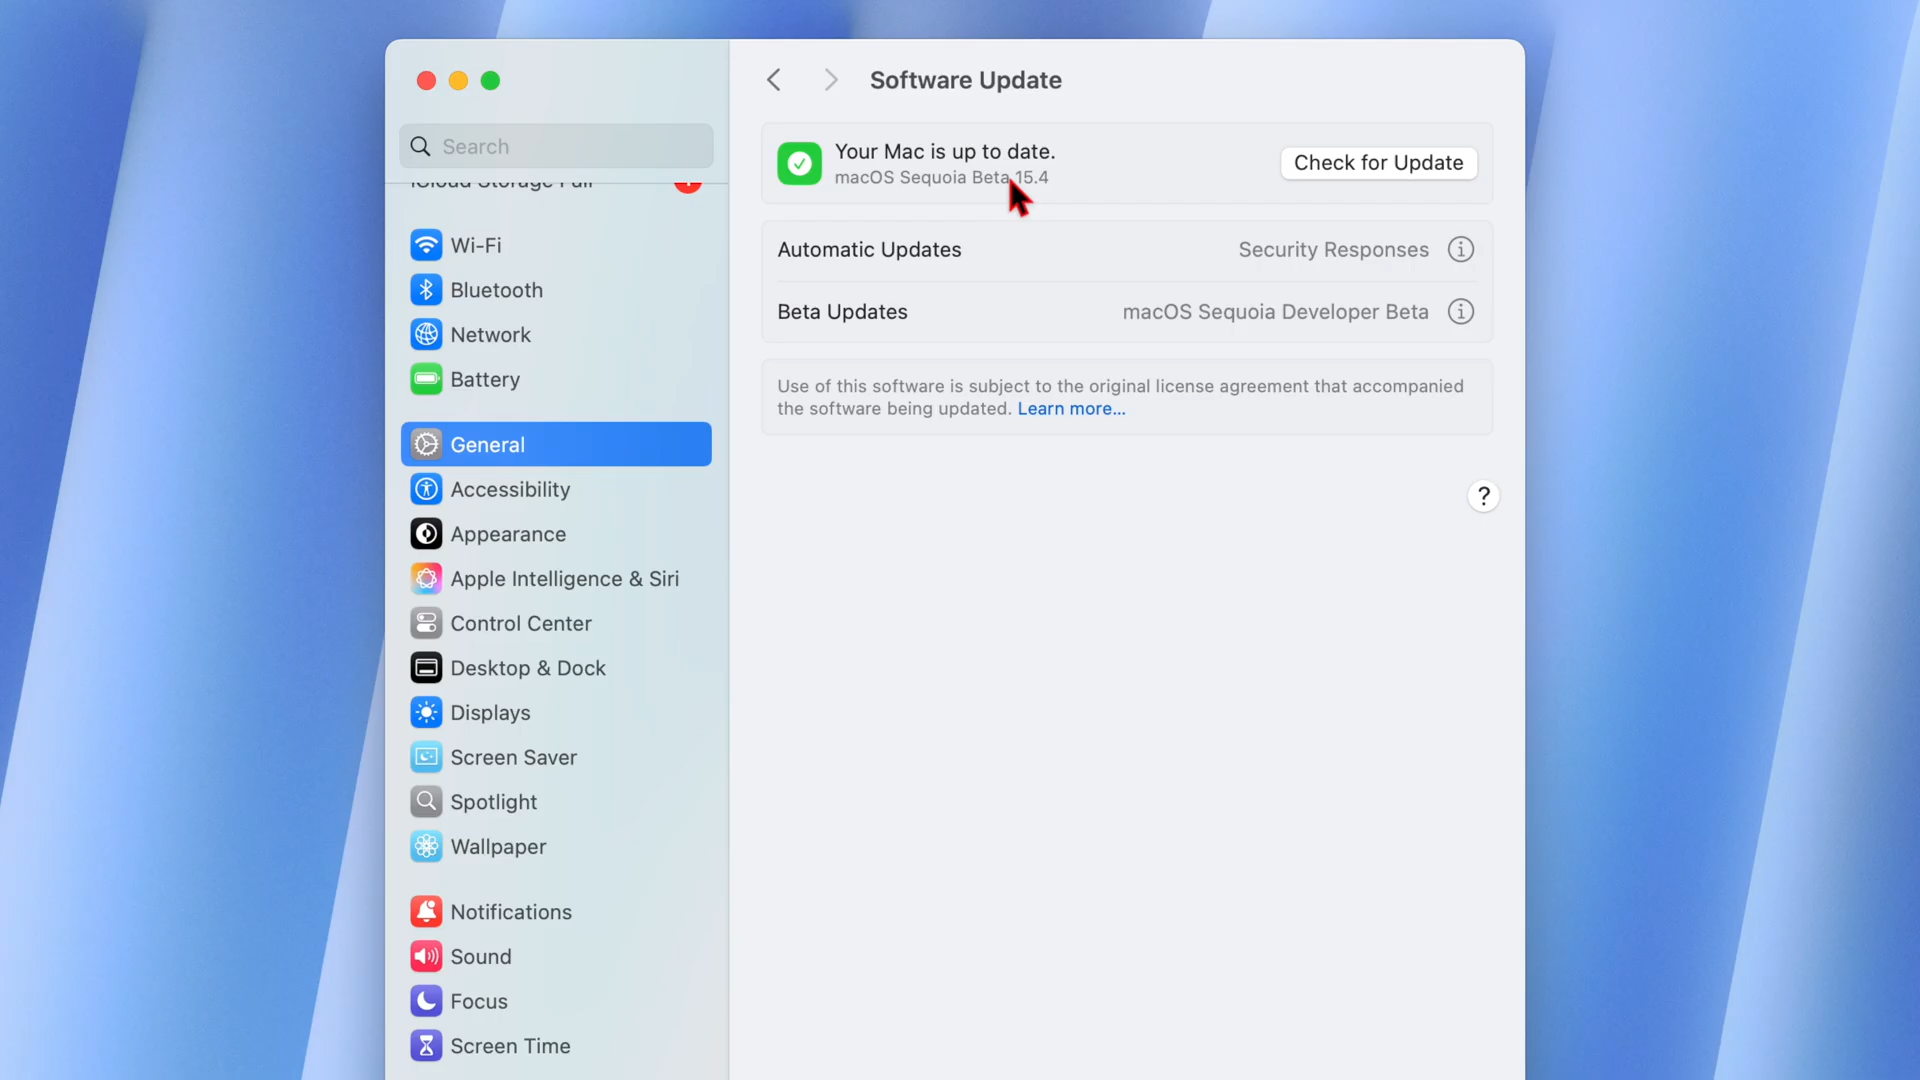 Software Update
Search
iCloud Storage Full
Wi-Fi
Bluetooth
Network
Battery
General
Accessibility
Appearance
Apple Intelligence & Siri
Control Center
Desktop & Dock
Displays
Screen Saver
Spotlight
Wallpaper
Notifications
Sound
Focus
Screen Time
Your Mac is up to date.
macOS Sequoia Beta 15.4
Check for Update
Automatic Updates
Security Responses
Beta Updates
macOS Sequoia Developer Beta
Use of this software is subject to the original license agreement that accompanied
the software being updated. Learn more...
?